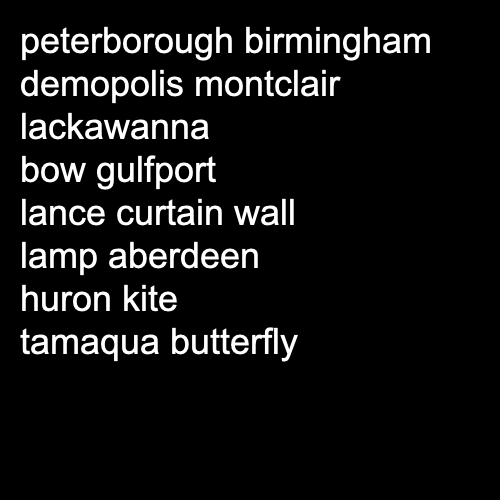 peterborough birmingham
demopolis montclair
lackawanna
bow gulfport
lance curtain wall
lamp aberdeen
huron kite
tamaqua butterfly